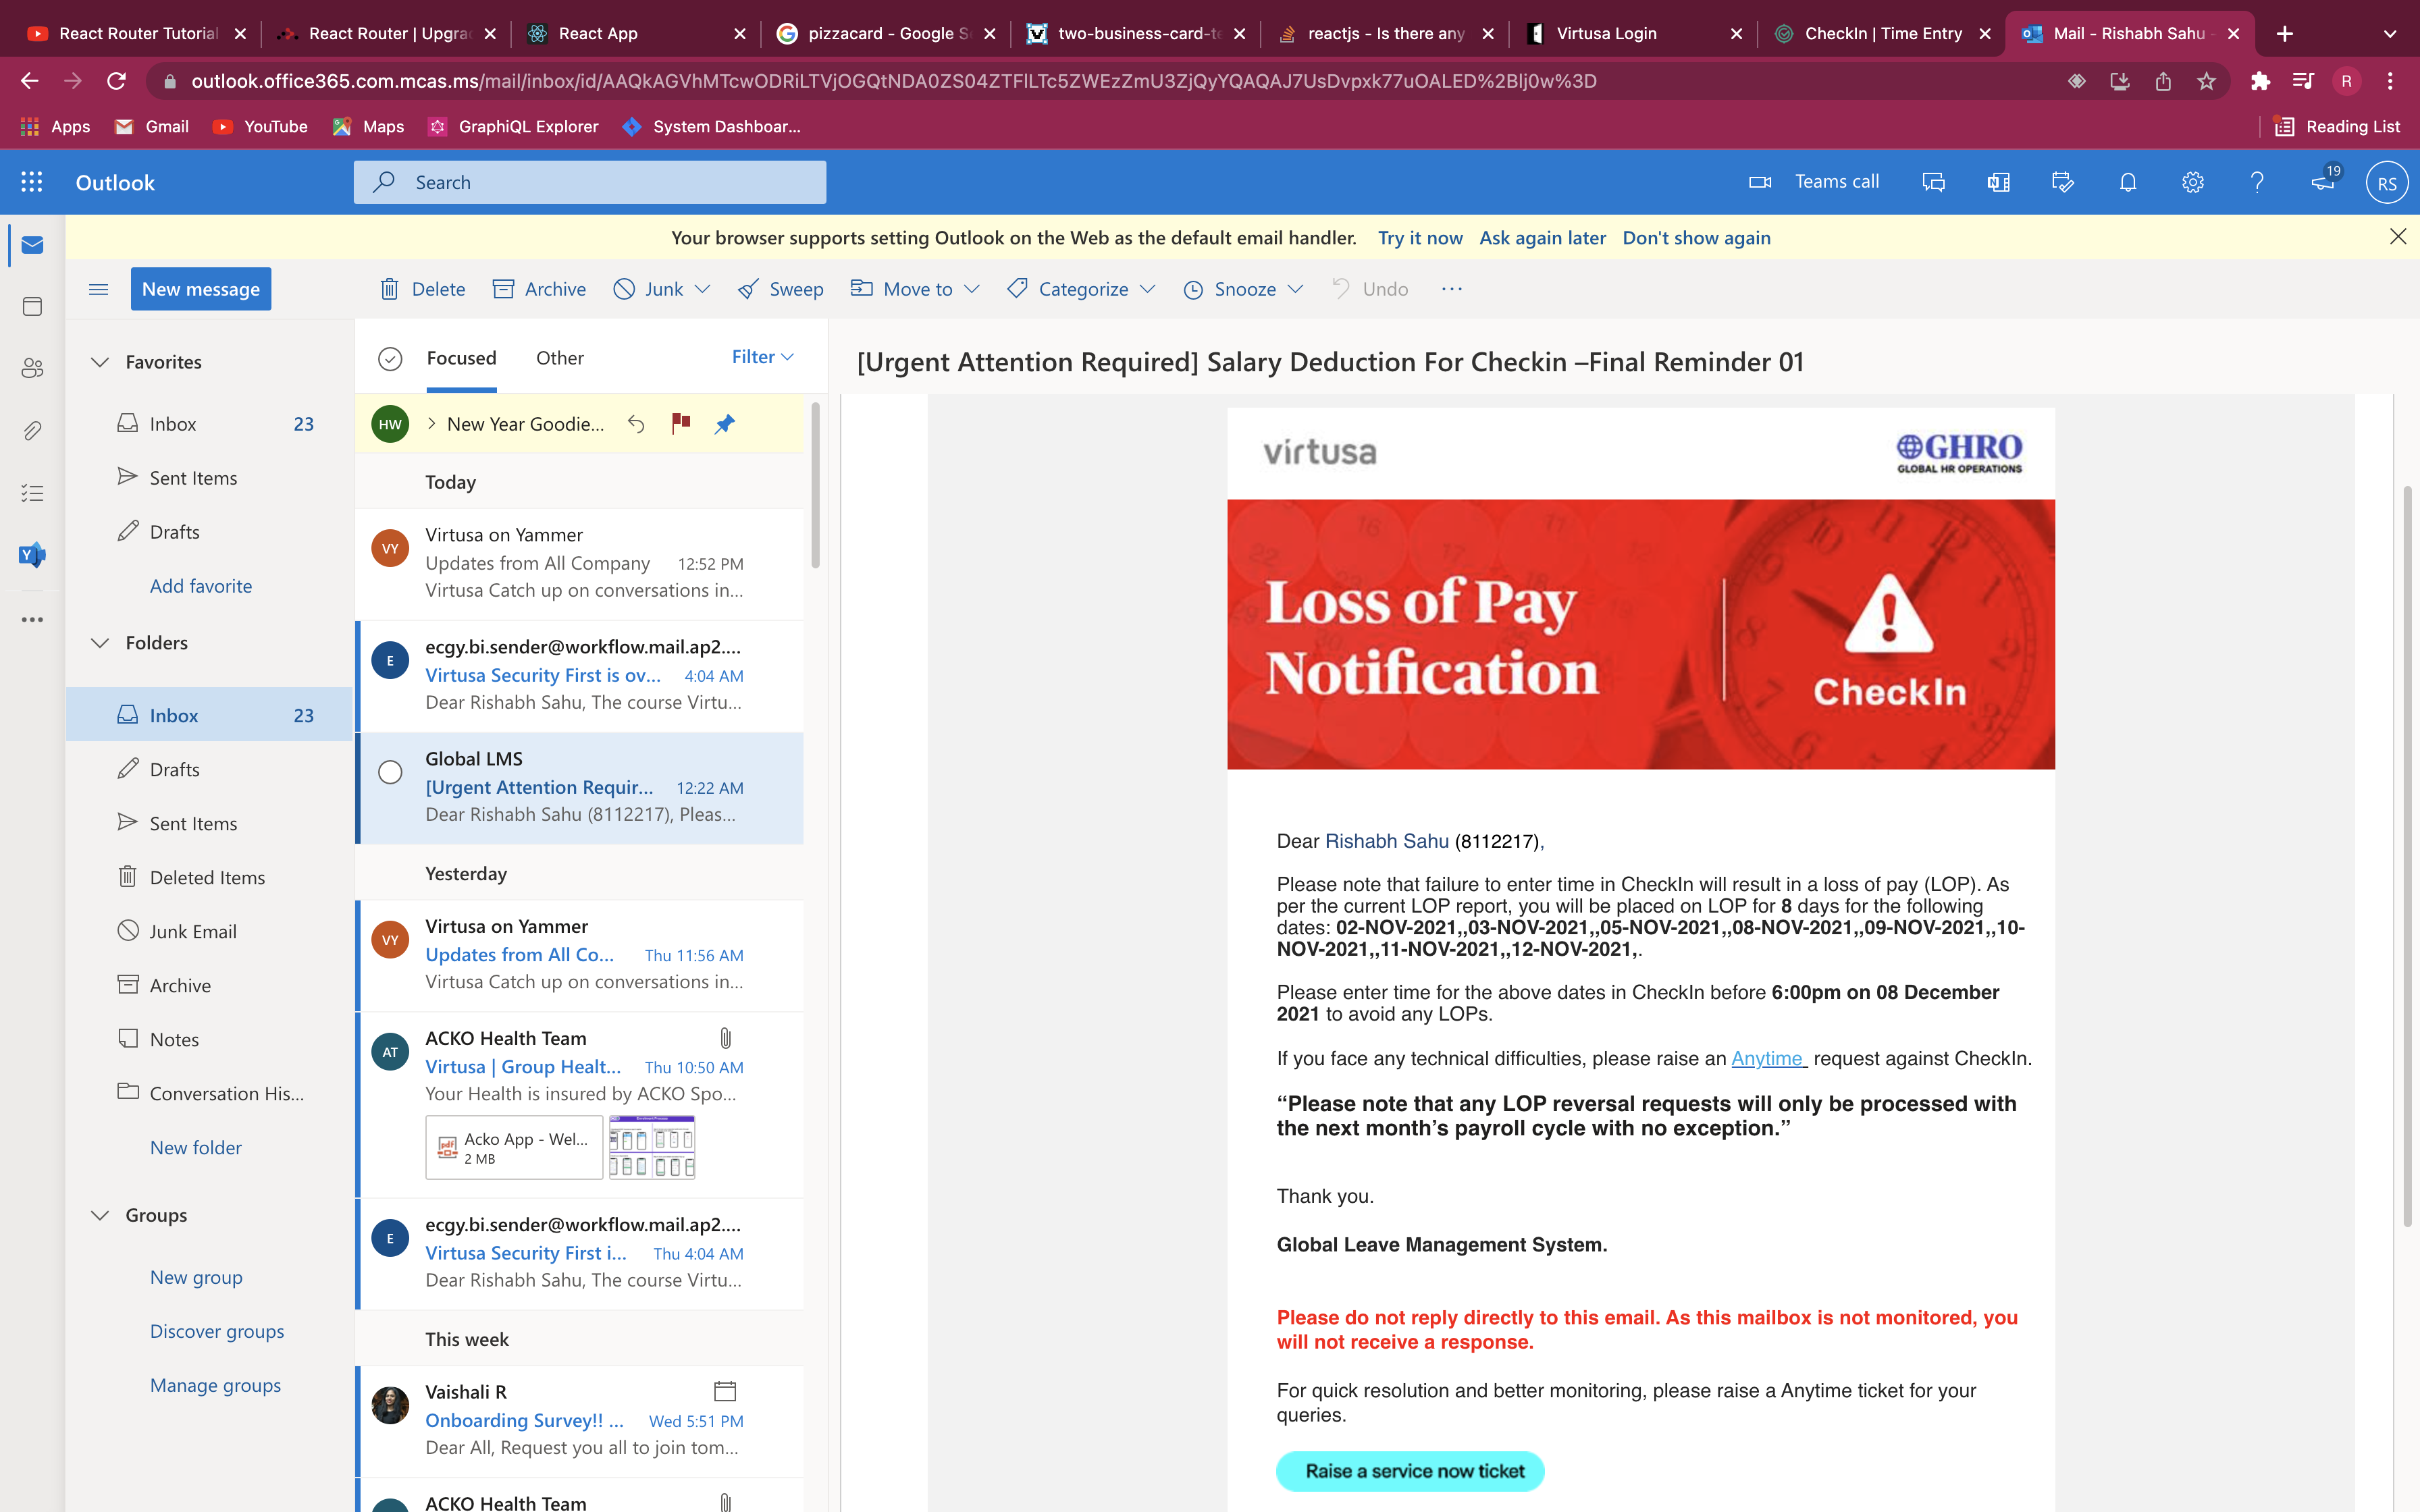 React Router Tutorial
React Router | Upgra
React App
pizzacard - Google S
two-business-card-te
reactjs - Is there any
Virtusa Login
CheckIn | Time Entry
Mail - Rishabh Sahu -
outlook.office365.com.mcas.ms/mail/inbox/id/AAQkAGVhMTcwODRiLTVjOGQtNDA0ZS04ZTFlLTc5ZWEzZmU3ZjQyYQAQAJ7UsDvpxk77uOALED%2Blj0w%3D
R
Apps
Gmail
YouTube
Maps
GraphiQL Explorer
System Dashboar...
Reading List
Outlook
Search
Teams call
19
RS
Your browser supports setting Outlook on the Web as the default email handler. Try it now Ask again later Don't show again
New message
Delete
Archive
Junk
Sweep
Move to
Categorize
Snooze
Undo
Favorites
Inbox 23
Sent Items
Drafts
Add favorite
Folders
Inbox 23
Drafts
Sent Items
Deleted Items
Junk Email
Archive
Notes
Conversation His...
New folder
Groups
New group
Discover groups
Manage groups
Focused
Other
Filter
HW
New Year Goodie...
Today
VY
Virtusa on Yammer
Updates from All Company 12:52 PM
Virtusa Catch up on conversations in...
E
ecgy.bi.sender@workflow.mail.ap2....
Virtusa Security First is ov... 4:04 AM
Dear Rishabh Sahu, The course Virtu...
Global LMS
[Urgent Attention Requir... 12:22 AM
Dear Rishabh Sahu (8112217), Pleas...
Yesterday
VY
Virtusa on Yammer
Updates from All Co... Thu 11:56 AM
Virtusa Catch up on conversations in...
AT
ACKO Health Team
Virtusa | Group Healt... Thu 10:50 AM
Your Health is insured by ACKO Spo...
pdf
Acko App - Wel...
2 MB
E
ecgy.bi.sender@workflow.mail.ap2....
Virtusa Security First i... Thu 4:04 AM
Dear Rishabh Sahu, The course Virtu...
This week
Vaishali R
Onboarding Survey!! ... Wed 5:51 PM
Dear All, Request you all to join tom...
ACKO Health Team
[Urgent Attention Required] Salary Deduction For Checkin –Final Reminder 01
virtusa
GHRO
GLOBAL HR OPERATIONS
Loss of Pay
Notification
CheckIn
Dear Rishabh Sahu (8112217),
Please note that failure to enter time in CheckIn will result in a loss of pay (LOP). As
per the current LOP report, you will be placed on LOP for 8 days for the following
dates: 02-NOV-2021,,03-NOV-2021,,05-NOV-2021,,08-NOV-2021,,09-NOV-2021,,10-
NOV-2021,,11-NOV-2021,,12-NOV-2021,.
Please enter time for the above dates in CheckIn before 6:00pm on 08 December
2021 to avoid any LOPs.
If you face any technical difficulties, please raise an Anytime request against CheckIn.
“Please note that any LOP reversal requests will only be processed with
the next month’s payroll cycle with no exception.”
Thank you.
Global Leave Management System.
Please do not reply directly to this email. As this mailbox is not monitored, you
will not receive a response.
For quick resolution and better monitoring, please raise a Anytime ticket for your
queries.
Raise a service now ticket